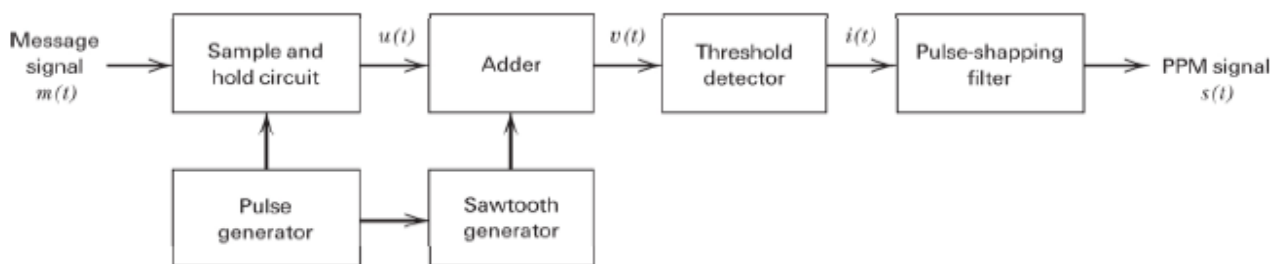 Message
signal
m(t)
Sample and
hold circuit
u(t)
Adder
v(t)
Threshold
detector
i(t)
Pulse-shapping
filter
PPM signal
s(t)
Pulse
generator
Sawtooth
generator